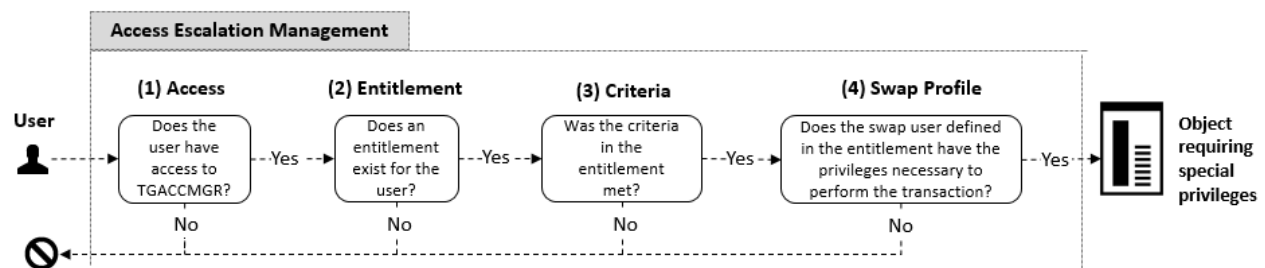 Access Escalation Management
(1) Access
(2) Entitlement
(3) Criteria
(4) Swap Profile
User
Does the
user have
access to
TGACCMGR?
Yes
Does an
entitlement
exist for the
user?
Yes
Was the criteria
in the
entitlement
met?
Yes
Does the swap user defined
in the entitlement have the
privileges necessary to
perform the transaction?
Yes
Object
requiring
special
privileges
No
No
No
No